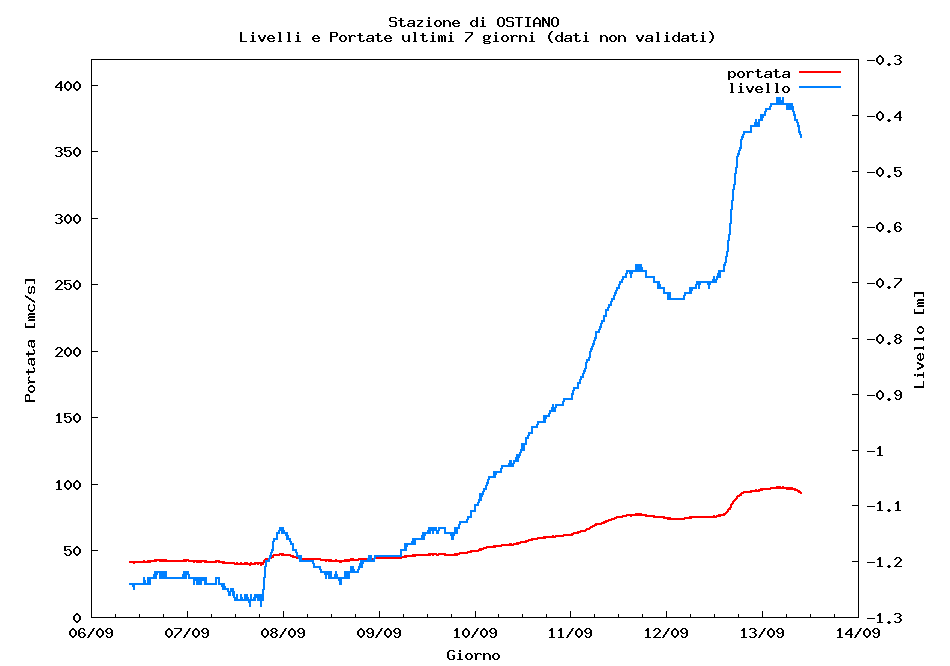 Stazione di OSTIANO
Livelli e Portate ultimi 7 giorni (dati non validati)
portata
livello
400
350
300
250
200
150
100
50
0
Portata [mc/s]
-0.3
-0.4
-0.5
-0.6
-0.7
-0.8
-0.9
-1
-1.1
-1.2
-1.3
Livello [m]
06/09 07/09 08/09 09/09 10/09 11/09 12/09 13/09 14/09
Giorno